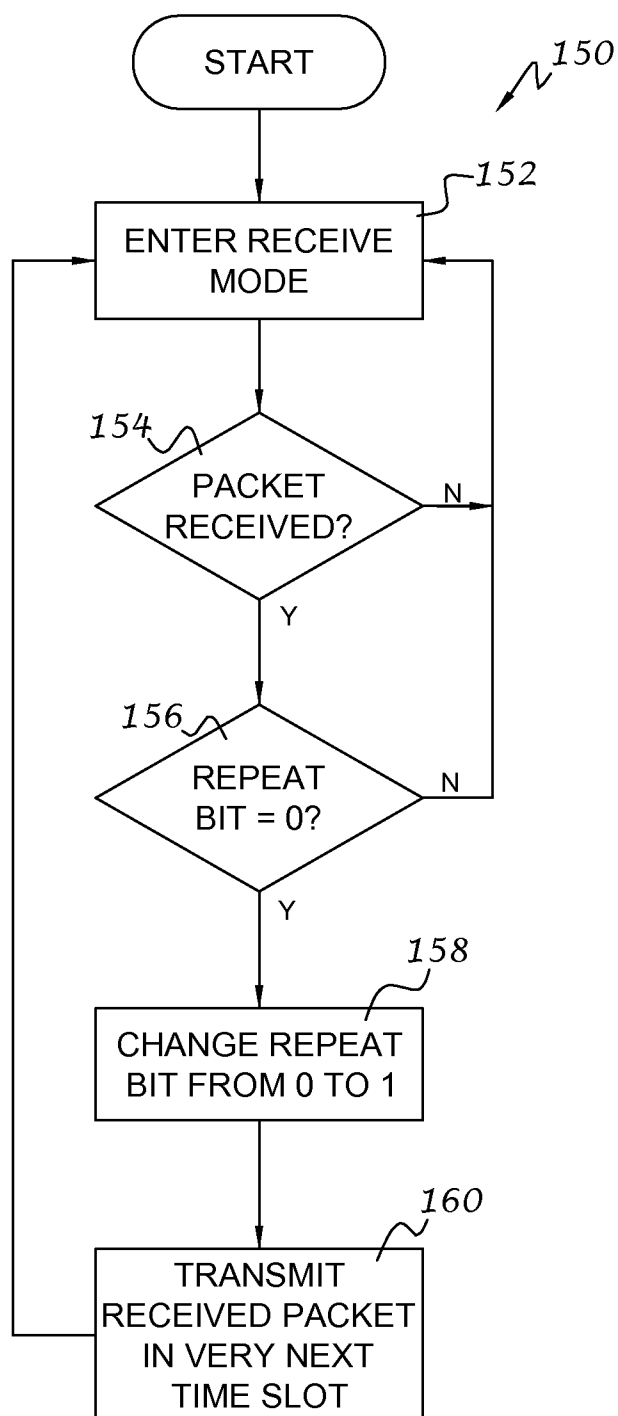 START
150
152
ENTER RECEIVE
MODE
154
PACKET
RECEIVED?
N
Y
156
REPEAT
BIT = 0?
N
Y
158
CHANGE REPEAT
BIT FROM 0 TO 1
160
TRANSMIT
RECEIVED PACKET
IN VERY NEXT
TIME SLOT